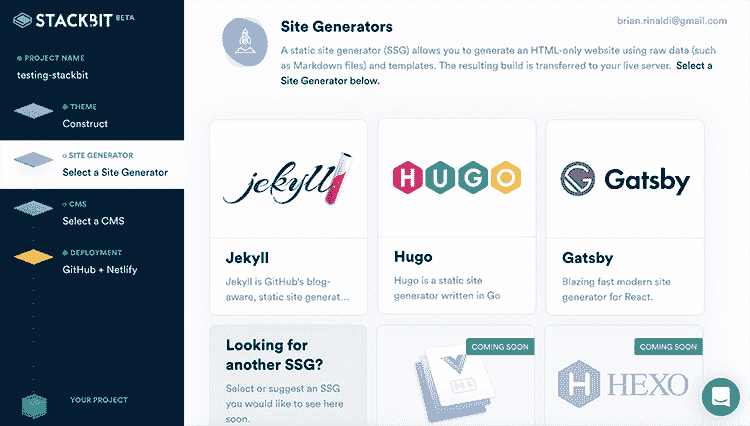 STACKBIT BETA
PROJECT NAME
testing-stackbit
THEME
Construct
SITE GENERATOR
Select a Site Generator
CMS
Select a CMS
DEPLOYMENT
GitHub + Netlify
YOUR PROJECT
brian.rinaldi@gmail.com
Site Generators
A static site generator (SSG) allows you to generate an HTML-only website using raw data (such
as Markdown files) and templates. The resulting build is transferred to your live server. Select a
Site Generator below.
jekyll
Jekyll
Jekyll is GitHub's blog-
aware, static site generat...
HUGO
Hugo
Hugo is a static site
generator written in Go
Gatsby
Gatsby
Blazing fast modern site
generator for React.
Looking for
another SSG?
Select or suggest an SSG
you would like to see here
soon.
COMING SOON
COMING SOON
HEXO